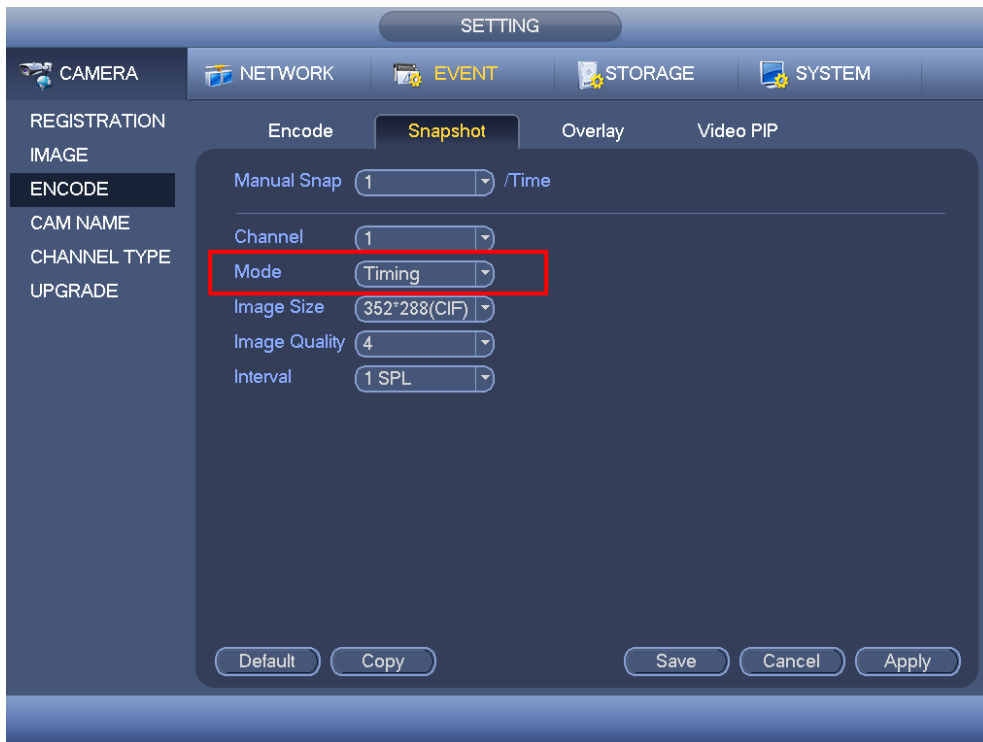 SETTING
CAMERA NETWORK EVENT STORAGE SYSTEM
REGISTRATION
IMAGE
ENCODE
CAM NAME
CHANNEL TYPE
UPGRADE
Encode Snapshot Overlay Video PIP
Manual Snap 1 /Time
Channel 1
Mode Timing
Image Size 352*288(CIF)
Image Quality 4
Interval 1 SPL
Default Copy Save Cancel Apply